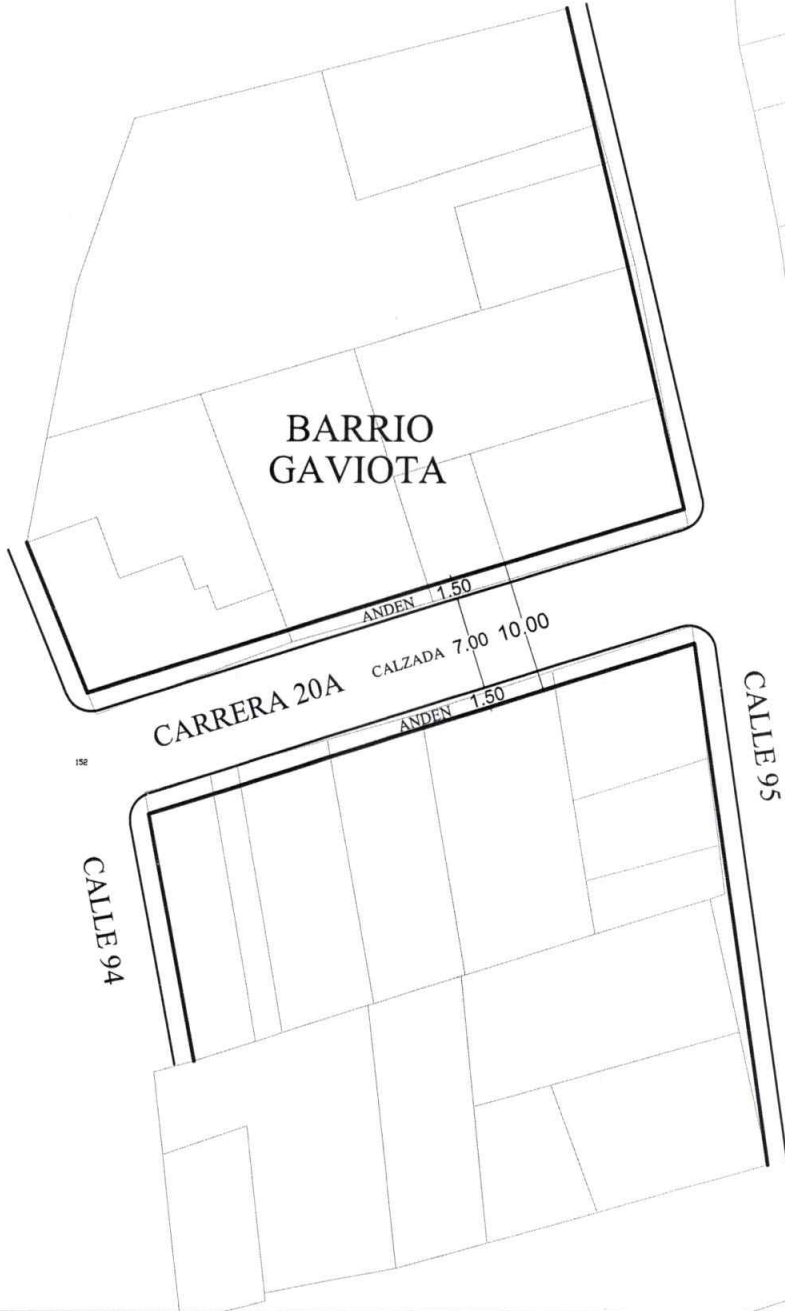 BARRIO
GAVIOTA
ANDEN 1.50
CALZADA 7.00 10.00
CARRERA 20A
ANDEN 1.50
CALLE 95
152
CALLE 94